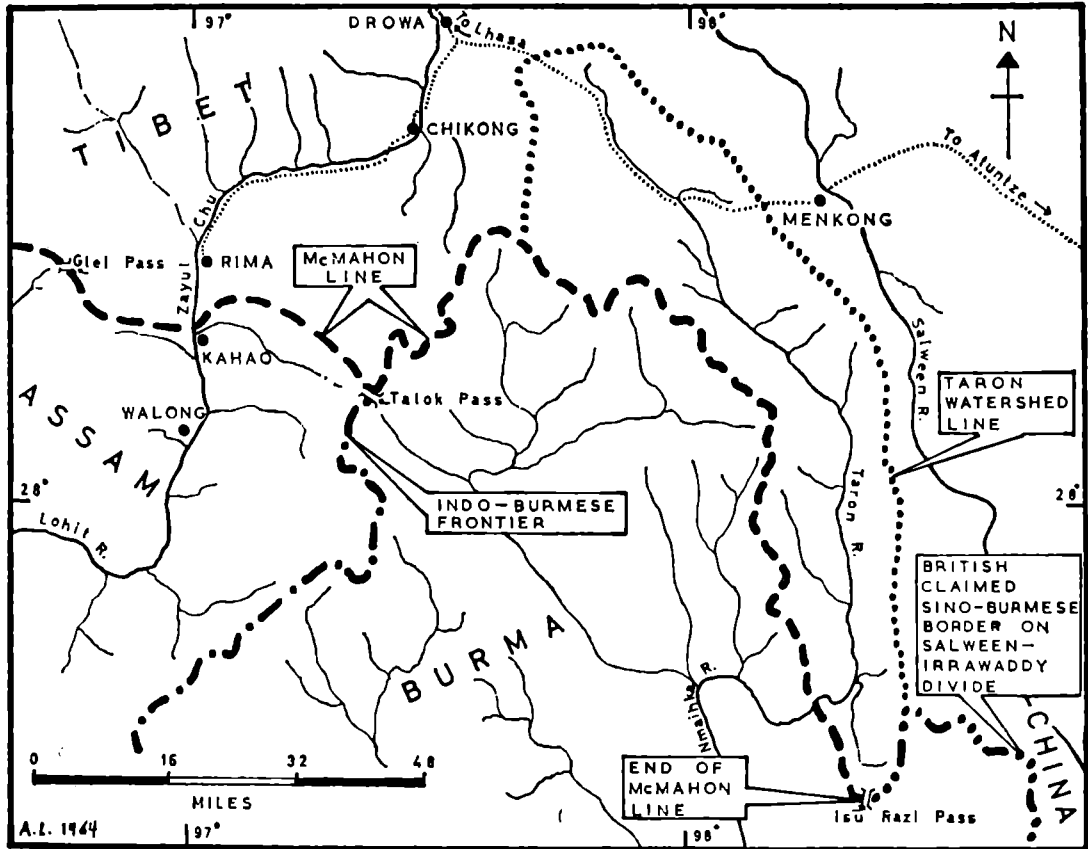 97°
98°
DROWA
To Lhasa
N
TIBET
CHIKONG
To Atuntze →
MENKONG
Zayul Chu
Glei Pass
RIMA
McMAHON
LINE
KAHAO
Salween R.
TARON
WATERSHED
LINE
ASSAM
WALONG
Talok Pass
28°
28°
INDO-BURMESE
FRONTIER
Taron R.
Lohit R.
BRITISH
CLAIMED
SINO-BURMESE
BORDER ON
SALWEEN-
IRRAWADDY
DIVIDE
BURMA
Nmaihka R.
CHINA
0 16 32 48
MILES
END OF
McMAHON
LINE
Isu Razi Pass
A.L. 1964
97°
98°